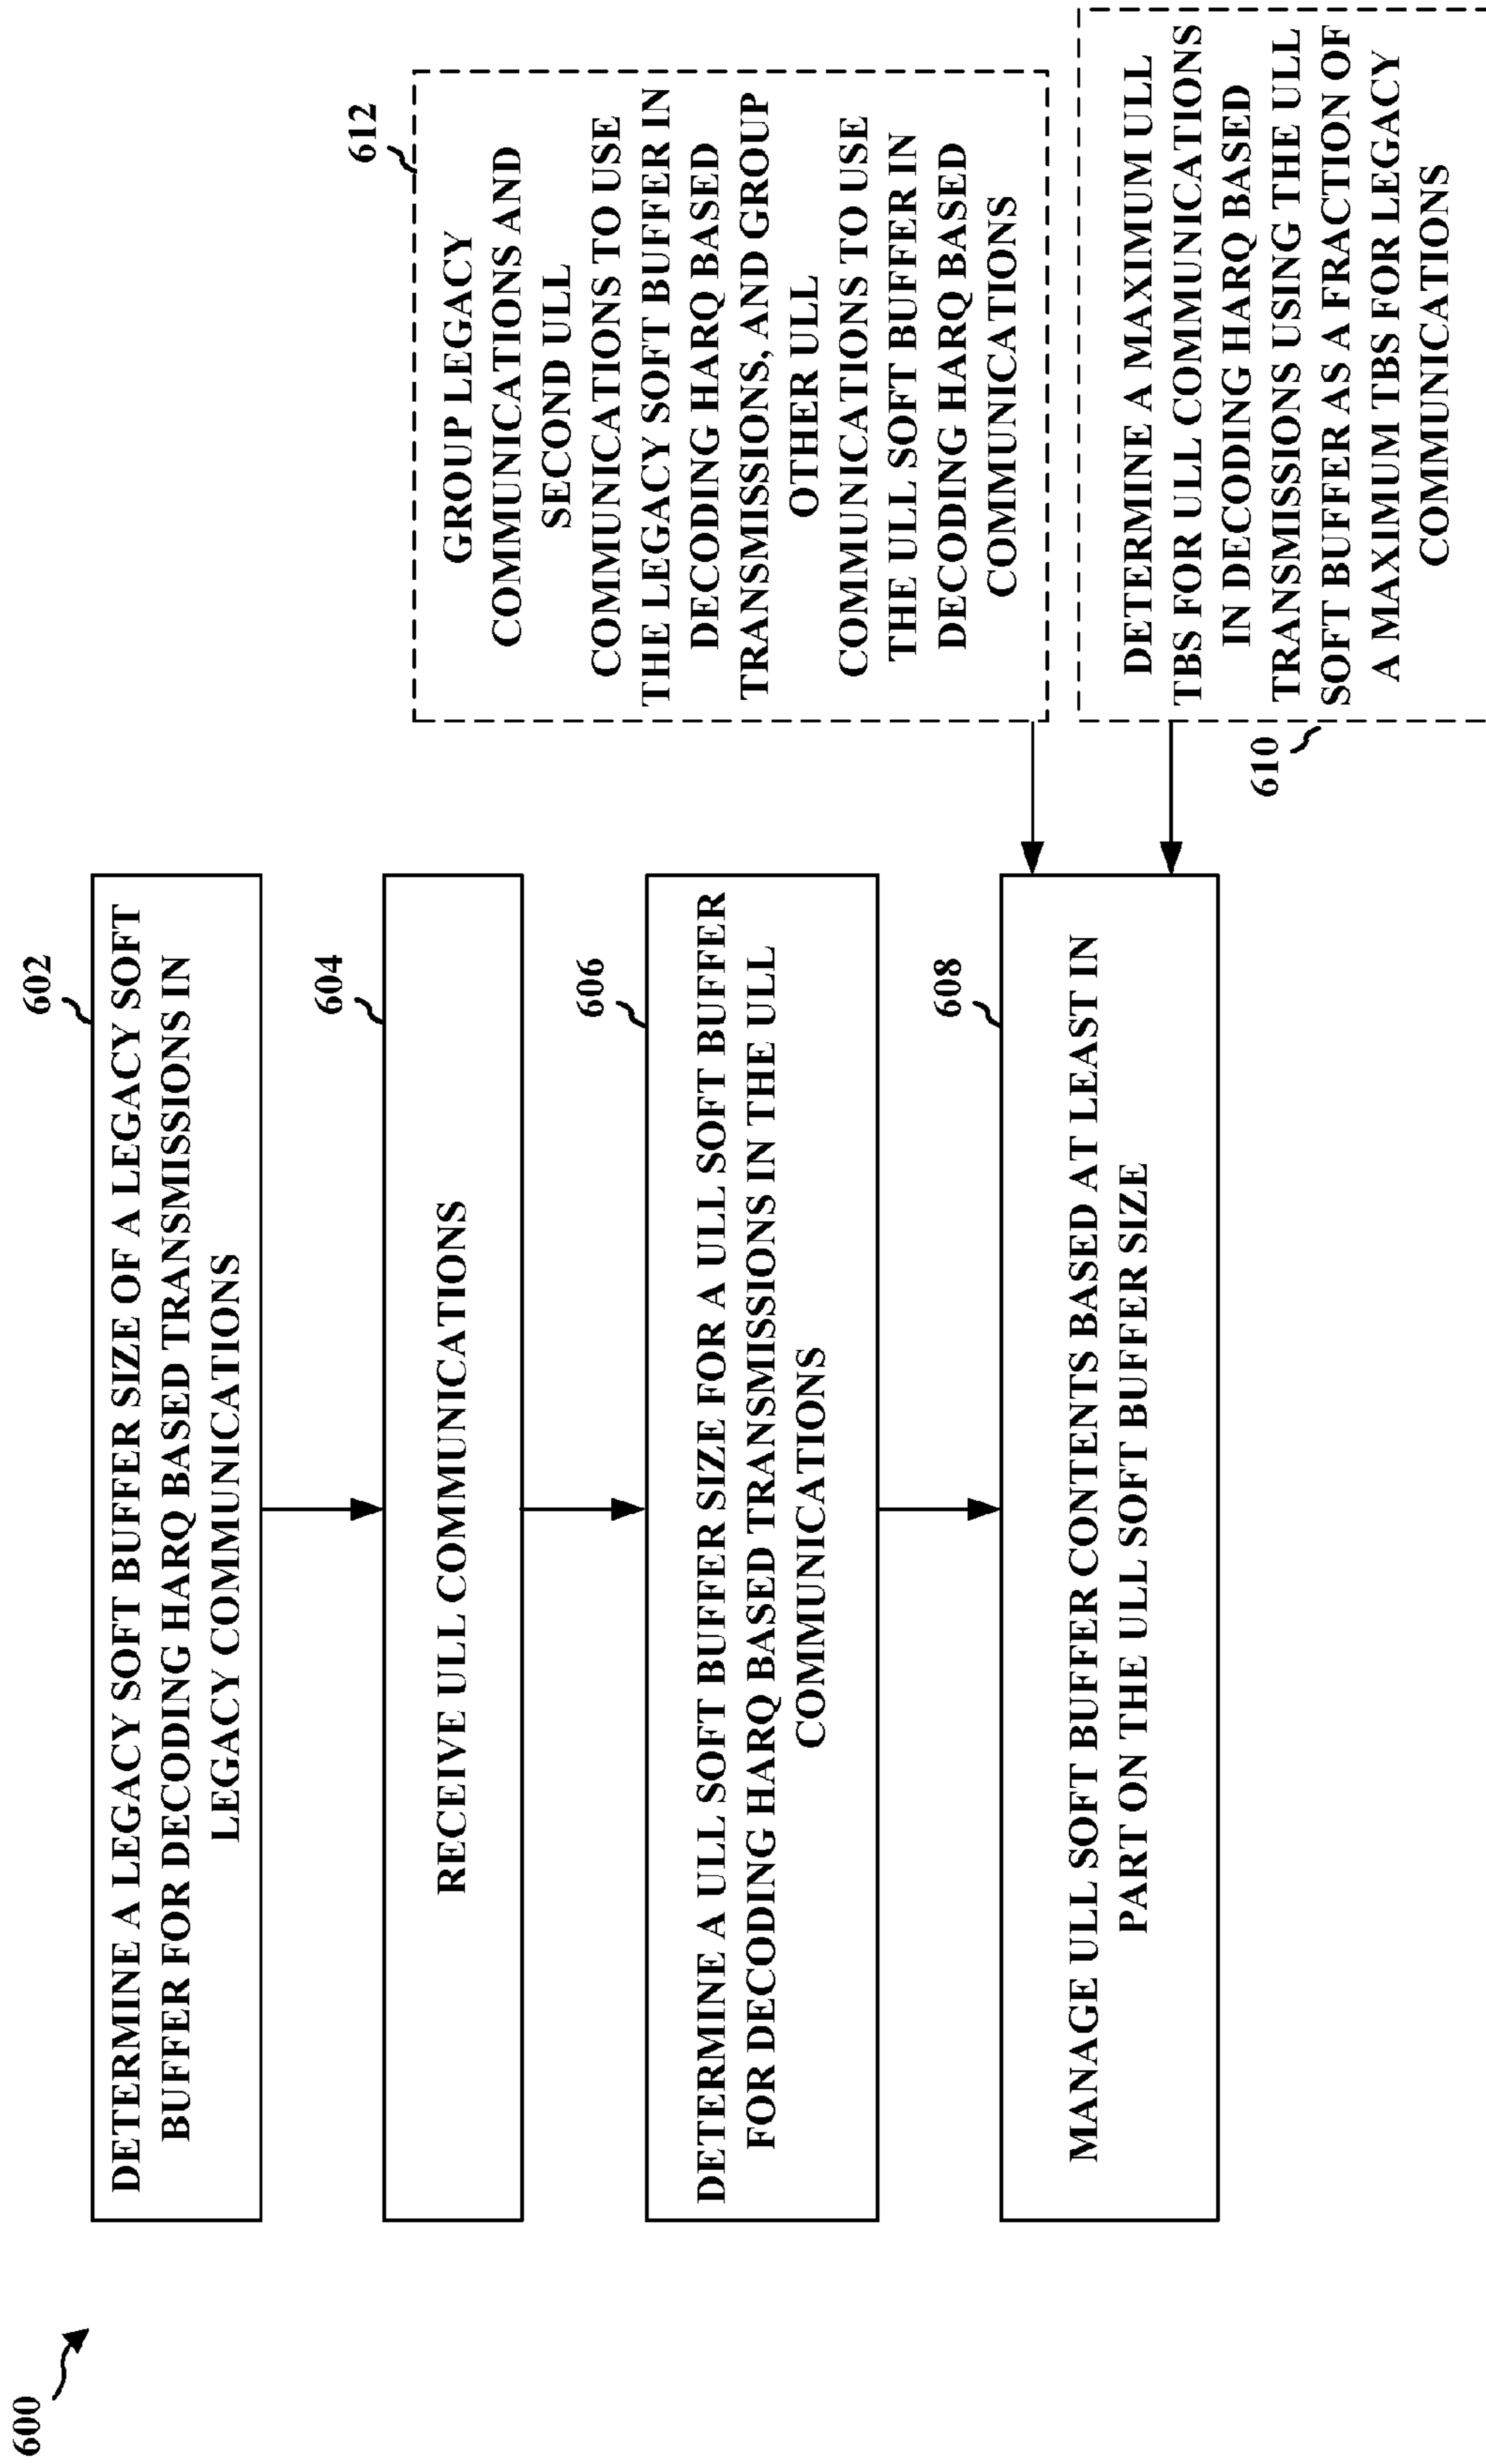 600
602
DETERMINE A LEGACY SOFT BUFFER SIZE OF A LEGACY SOFT
BUFFER FOR DECODING HARQ BASED TRANSMISSIONS IN
LEGACY COMMUNICATIONS
604
RECEIVE ULL COMMUNICATIONS
606
DETERMINE A ULL SOFT BUFFER SIZE FOR A ULL SOFT BUFFER
FOR DECODING HARQ BASED TRANSMISSIONS IN THE ULL
COMMUNICATIONS
608
MANAGE ULL SOFT BUFFER CONTENTS BASED AT LEAST IN
PART ON THE ULL SOFT BUFFER SIZE
612
GROUP LEGACY
COMMUNICATIONS AND
SECOND ULL
COMMUNICATIONS TO USE
THE LEGACY SOFT BUFFER IN
DECODING HARQ BASED
TRANSMISSIONS, AND GROUP
OTHER ULL
COMMUNICATIONS TO USE
THE ULL SOFT BUFFER IN
DECODING HARQ BASED
COMMUNICATIONS
610
DETERMINE A MAXIMUM ULL
TBS FOR ULL COMMUNICATIONS
IN DECODING HARQ BASED
TRANSMISSIONS USING THE ULL
SOFT BUFFER AS A FRACTION OF
A MAXIMUM TBS FOR LEGACY
COMMUNICATIONS